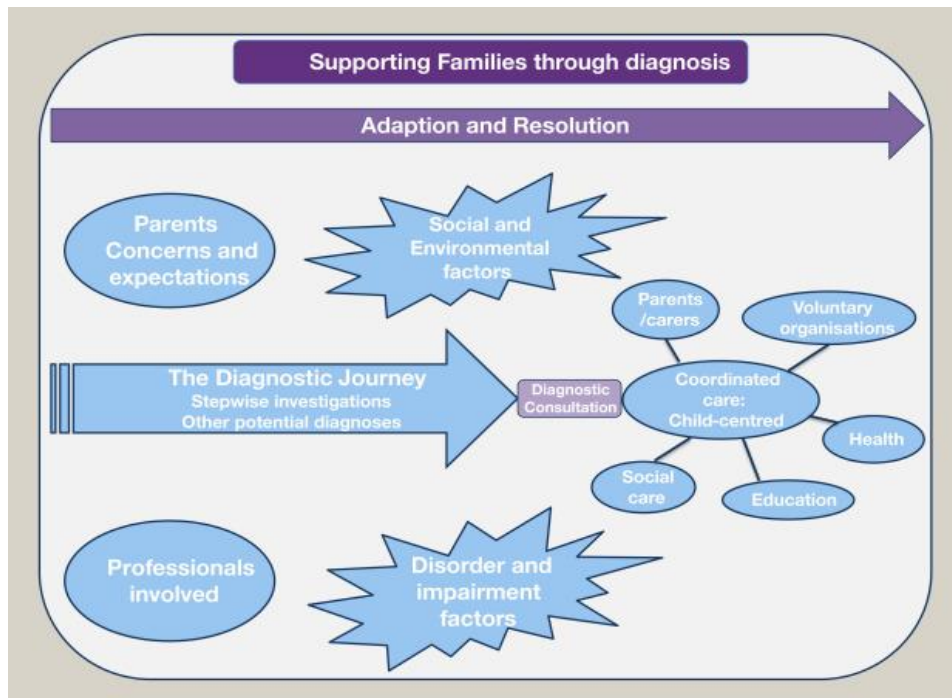 Supporting Families through diagnosis
Adaption and Resolution
Parents
Concerns and
expectations
Social and
Environmental
factors
Parents
/carers
Voluntary
organisations
The Diagnostic Journey
Stepwise investigations
Other potential diagnoses
Diagnostic
Consultation
Coordinated
care:
Child-centred
Health
Social
care
Education
Professionals
involved
Disorder and
impairment
factors